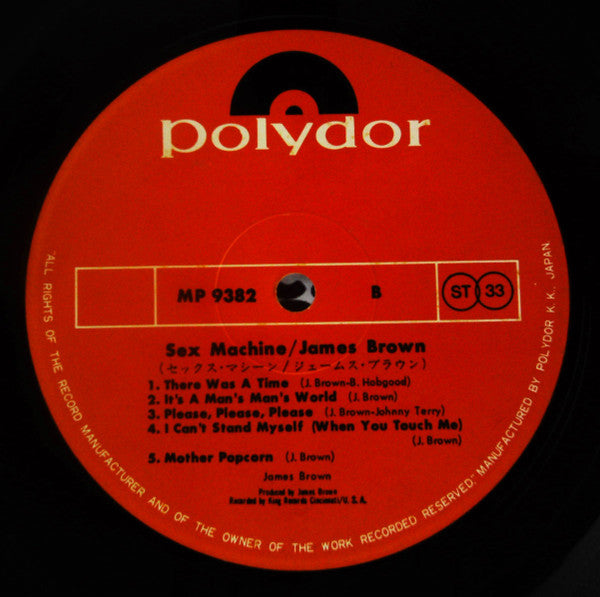 polydor
MP 9382 B ST 33
Sex Machine/James Brown
(セックス・マシーン/ジェームス・ブラウン)
1. There Was A Time (J. Brown-B. Hobgood)
2. It's A Man's Man's World (J. Brown)
3. Please, Please, Please (J. Brown-Johnny Terry)
4. I Can't Stand Myself (When You Touch Me)
(J. Brown)
5. Mother Popcorn (J. Brown)
James Brown
Produced by James Brown
Recorded by King Records Cincinnati/U. S. A.
"ALL RIGHTS OF THE RECORD MANUFACTURER AND OF THE OWNER OF THE WORK RECORDED RESERVED" MANUFACTURED BY POLYDOR K. K., JAPAN